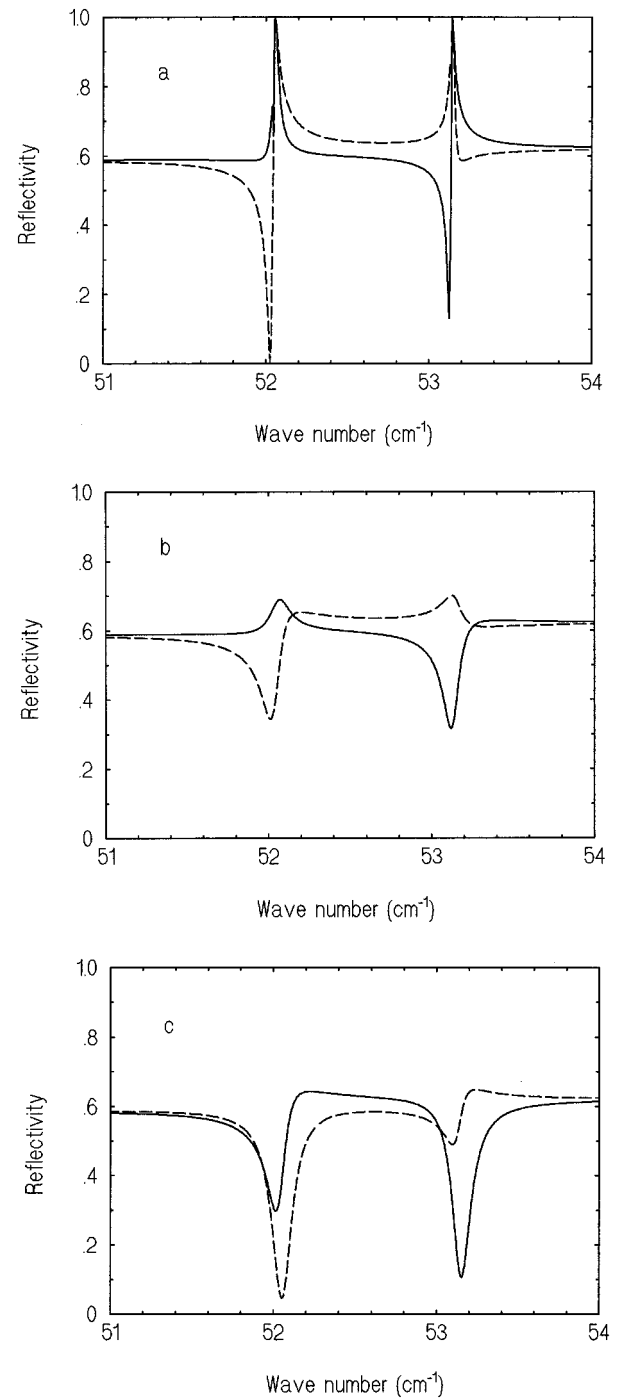 1.0
a
.8
Reflectivity
.6
.4
.2
0
51 52 53 54
Wave number (cm-1)
1.0
b
.8
Reflectivity
.6
.4
.2
0
51 52 53 54
Wave number (cm-1)
1.0
c
.8
Reflectivity
.6
.4
.2
0
51 52 53 54
Wave number (cm-1)